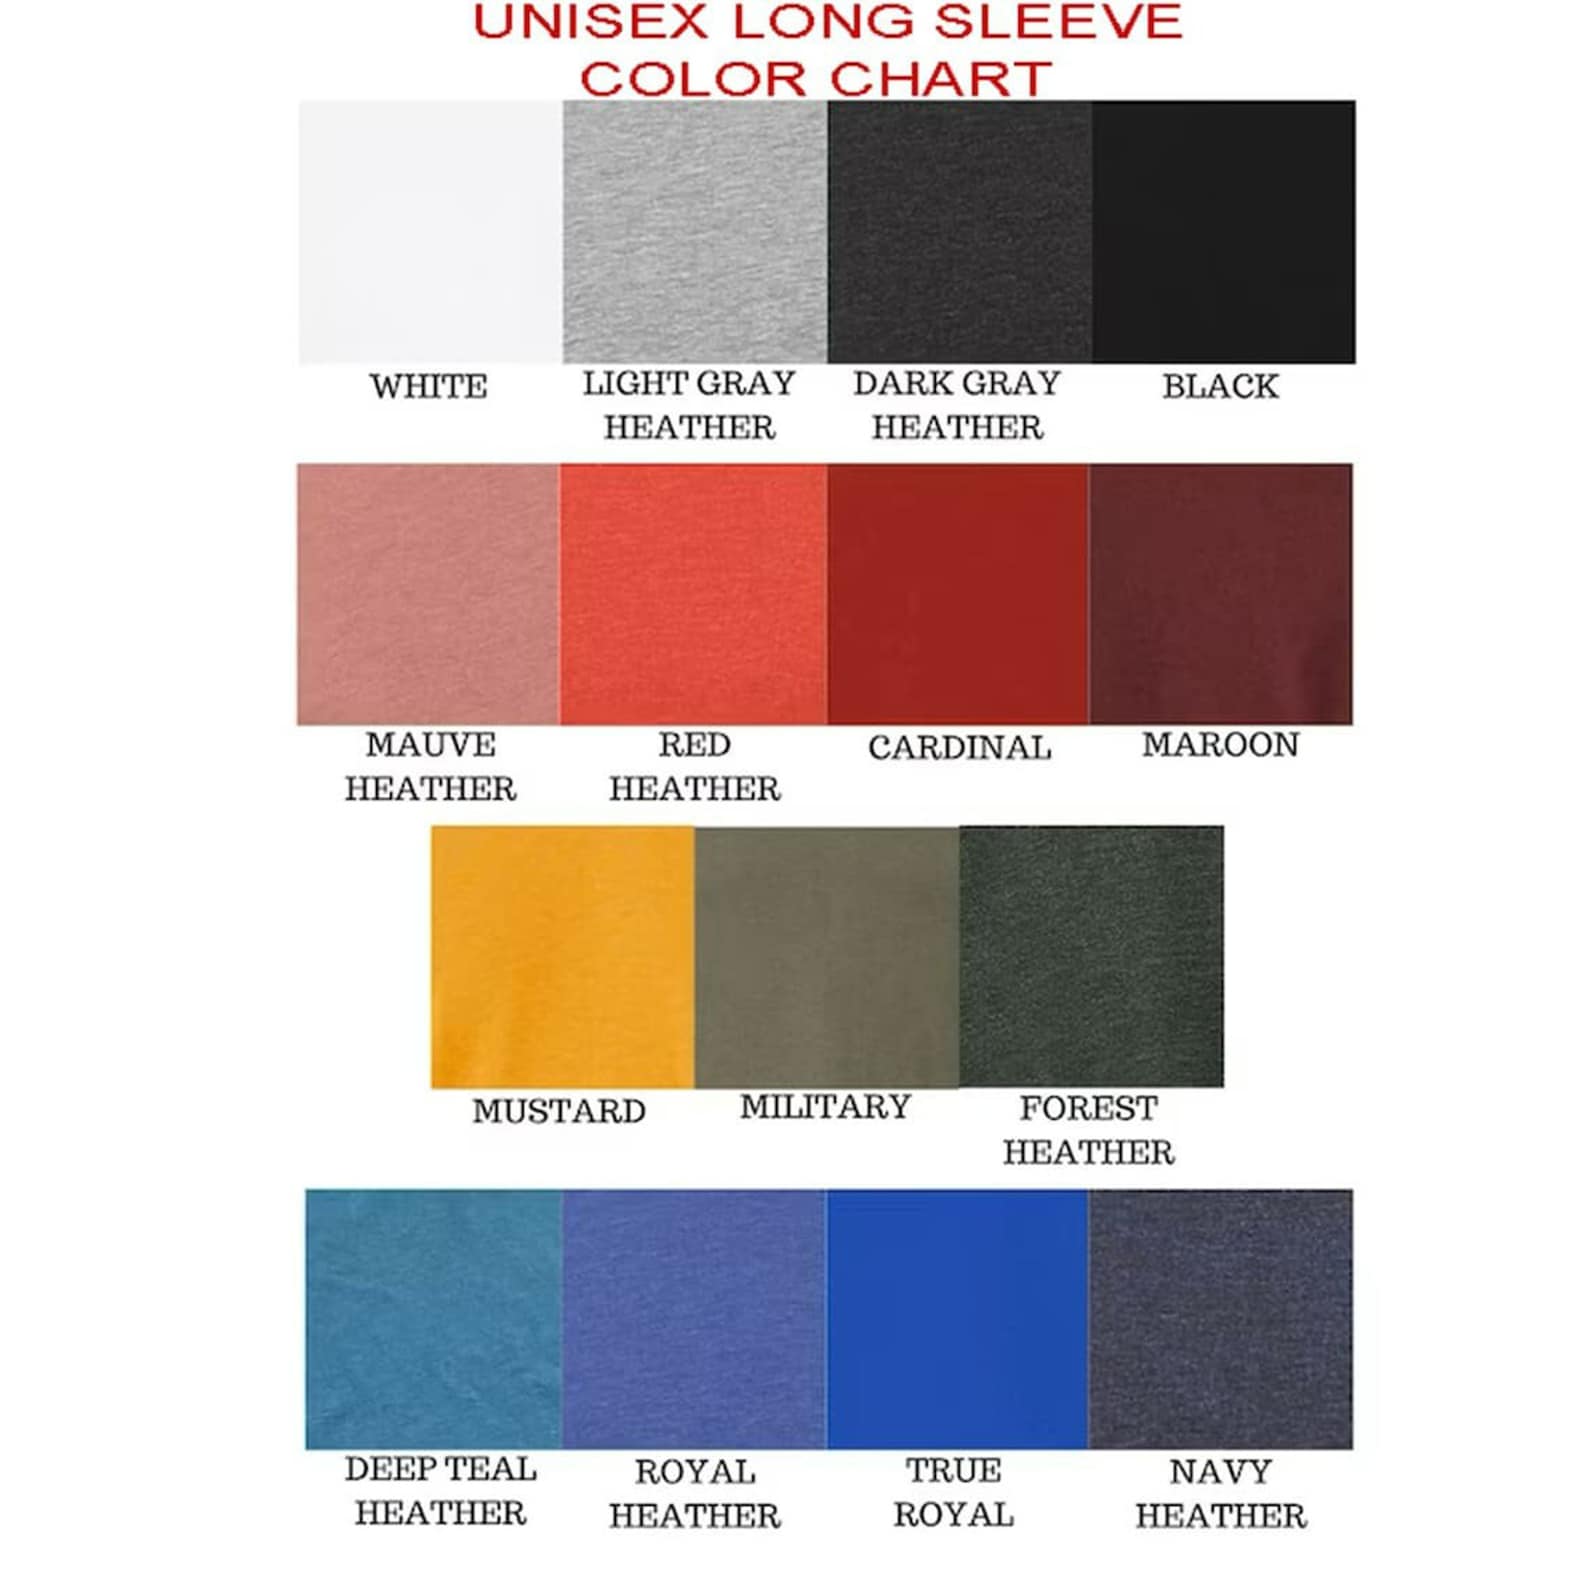 UNISEX LONG SLEEVE
COLOR CHART
WHITE
LIGHT GRAY
HEATHER
DARK GRAY
HEATHER
BLACK
MAUVE
HEATHER
RED
HEATHER
CARDINAL
MAROON
MUSTARD
MILITARY
FOREST
HEATHER
DEEP TEAL
HEATHER
ROYAL
HEATHER
TRUE
ROYAL
NAVY
HEATHER